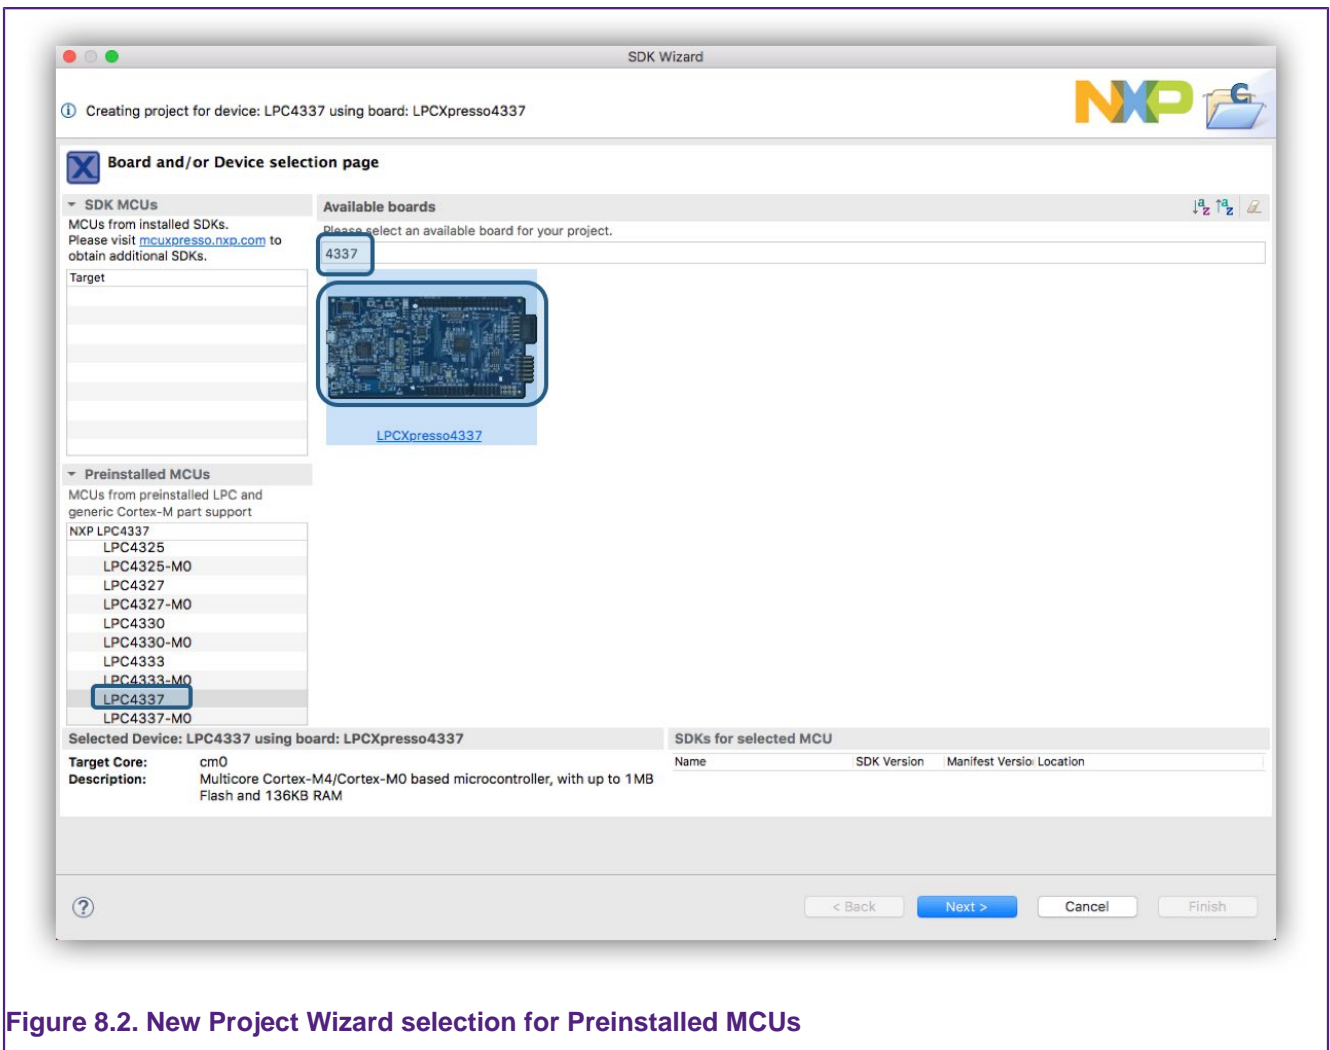 SDK Wizard
Creating project for device: LPC4337 using board: LPCXpresso4337
NXP
C
X
Board and/or Device selection page
SDK MCUs
MCUs from installed SDKs.
Please visit mcuxpresso.nxp.com to
obtain additional SDKs.
Target
Available boards
Please select an available board for your project.
4337
LPCXpresso4337
Preinstalled MCUs
MCUs from preinstalled LPC and
generic Cortex-M part support
NXP LPC4337
LPC4325
LPC4325-M0
LPC4327
LPC4327-M0
LPC4330
LPC4330-M0
LPC4333
LPC4333-M0
LPC4337
LPC4337-M0
Selected Device: LPC4337 using board: LPCXpresso4337
Target Core: cm0
Description: Multicore Cortex-M4/Cortex-M0 based microcontroller, with up to 1MB
Flash and 136KB RAM
SDKs for selected MCU
Name SDK Version Manifest Versio Location
? < Back Next > Cancel Finish
Figure 8.2. New Project Wizard selection for Preinstalled MCUs